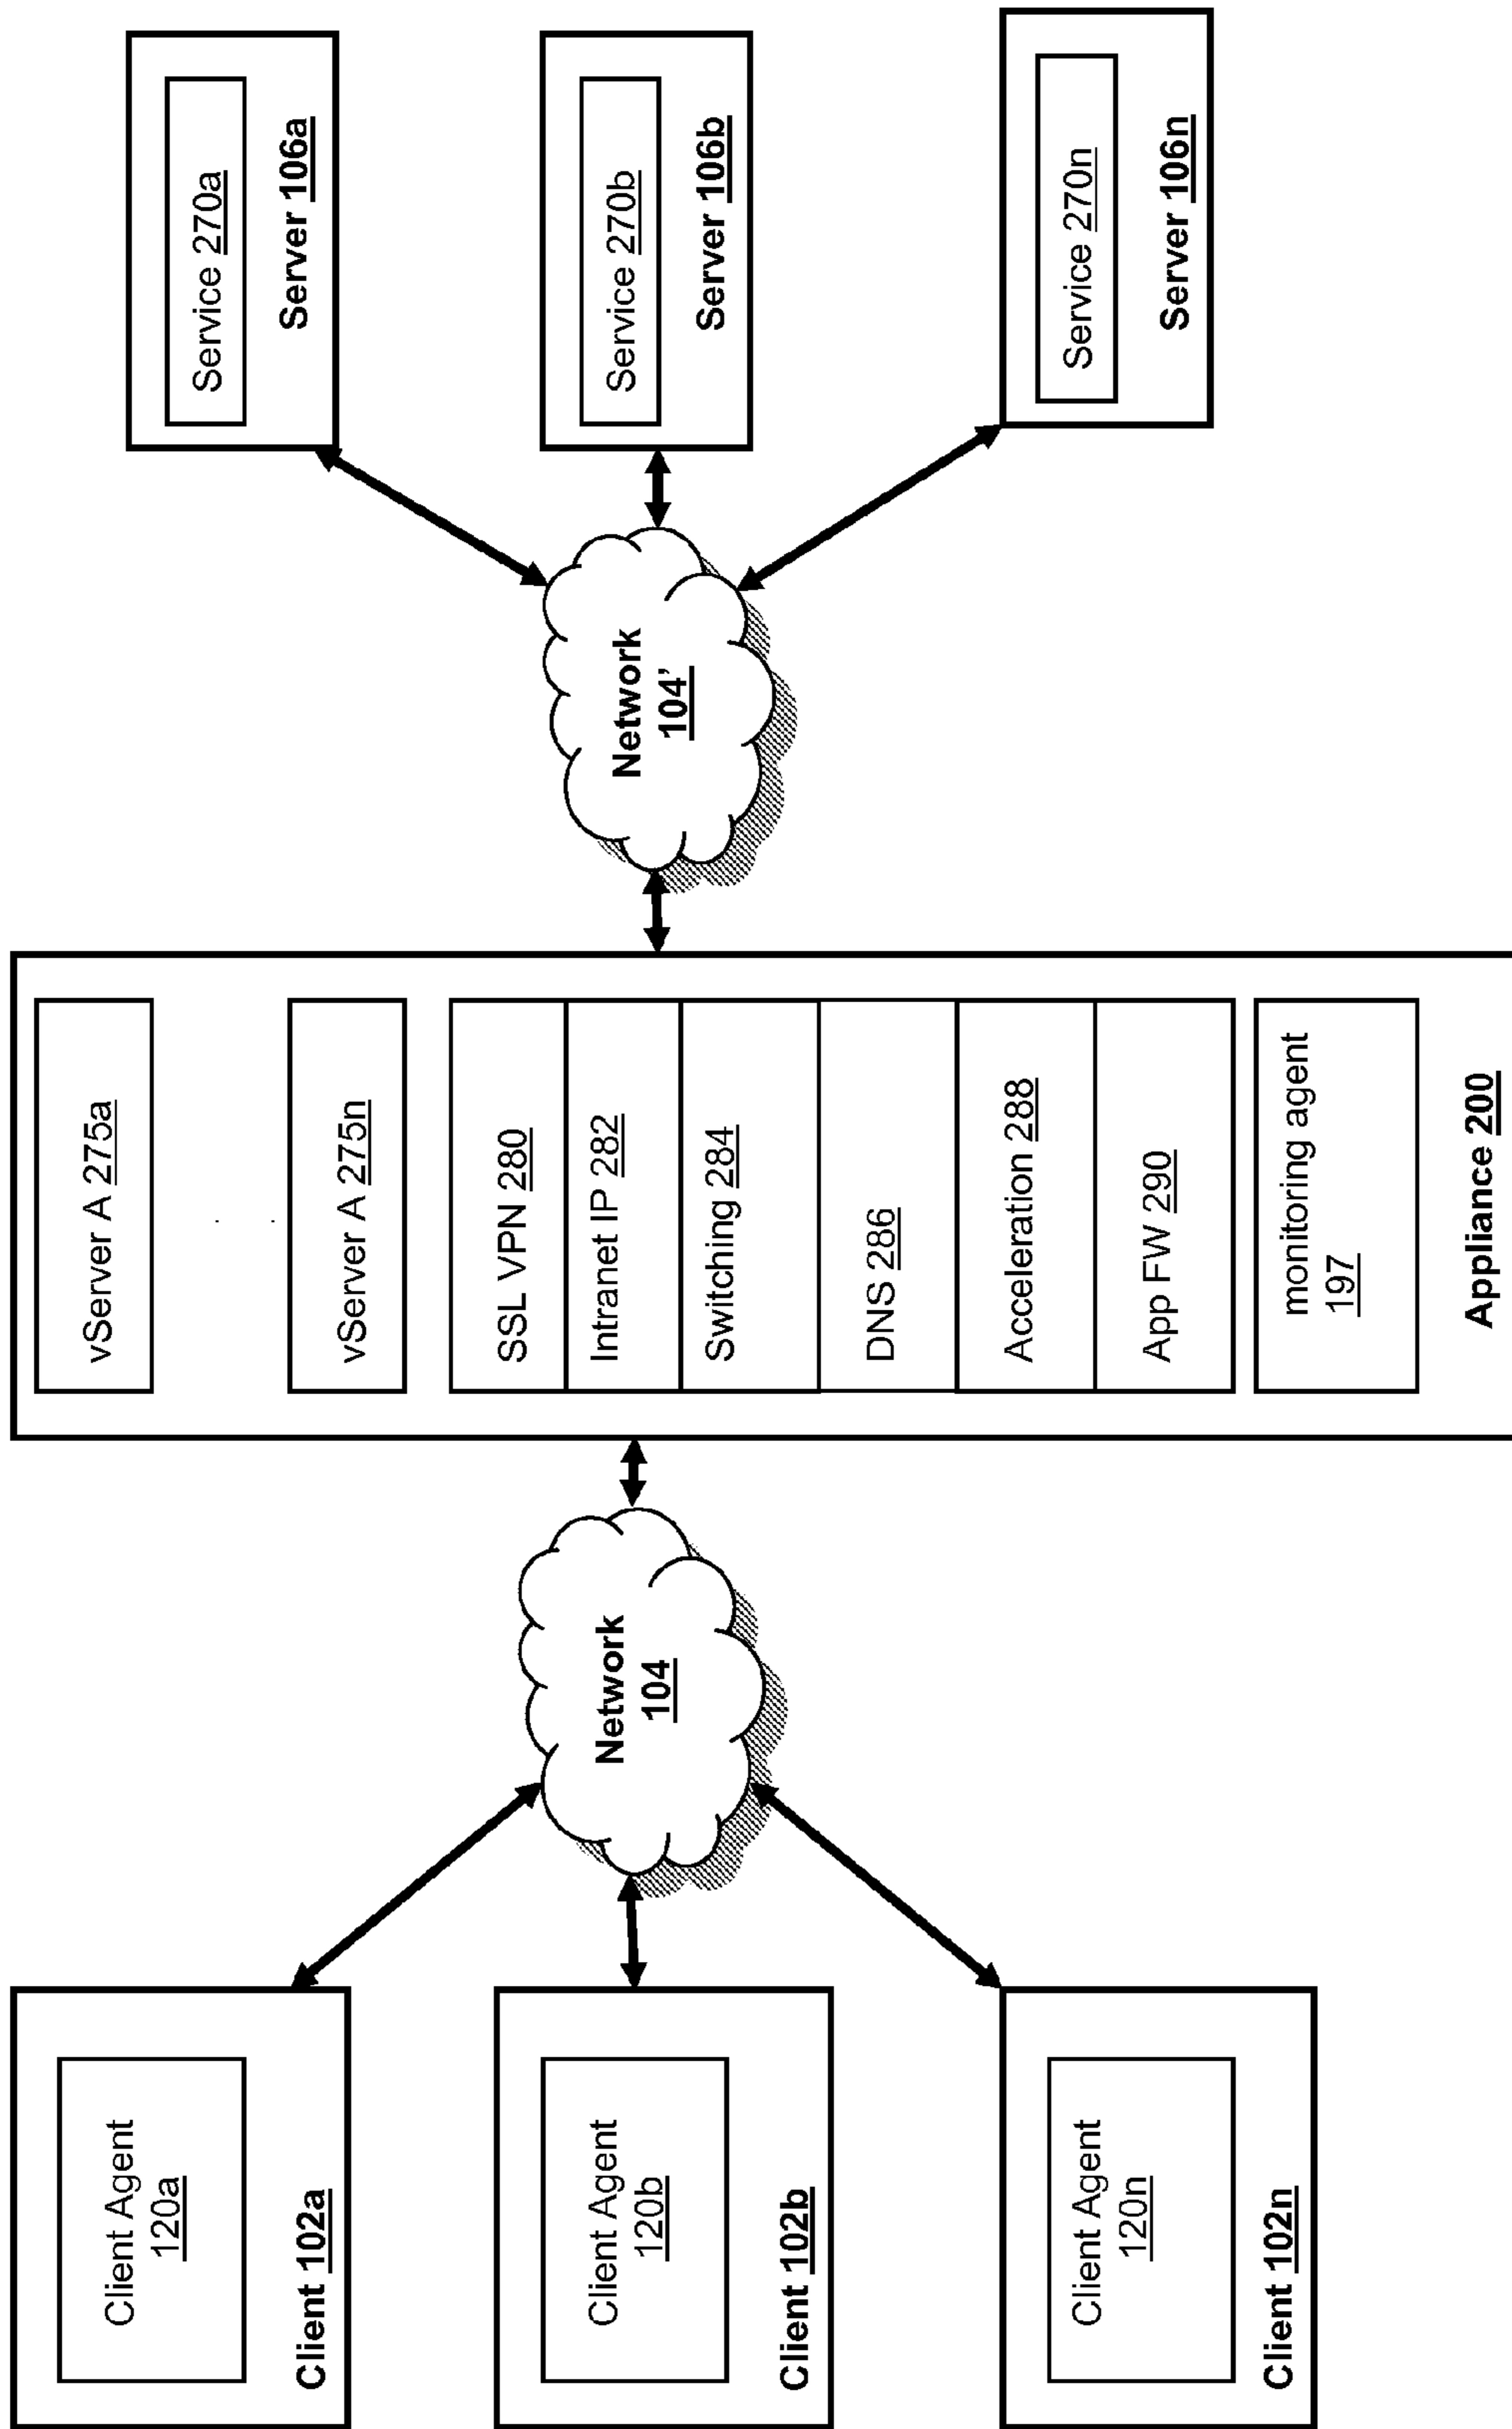 Client Agent
120a
Client 102a
Client Agent
120b
Client 102b
Client Agent
120n
Client 102n
Network
104
vServer A 275a
vServer A 275n
SSL VPN 280
Intranet IP 282
Switching 284
DNS 286
Acceleration 288
App FW 290
monitoring agent
197
Appliance 200
Network
104’
Service 270a
Server 106a
Service 270b
Server 106b
Service 270n
Server 106n